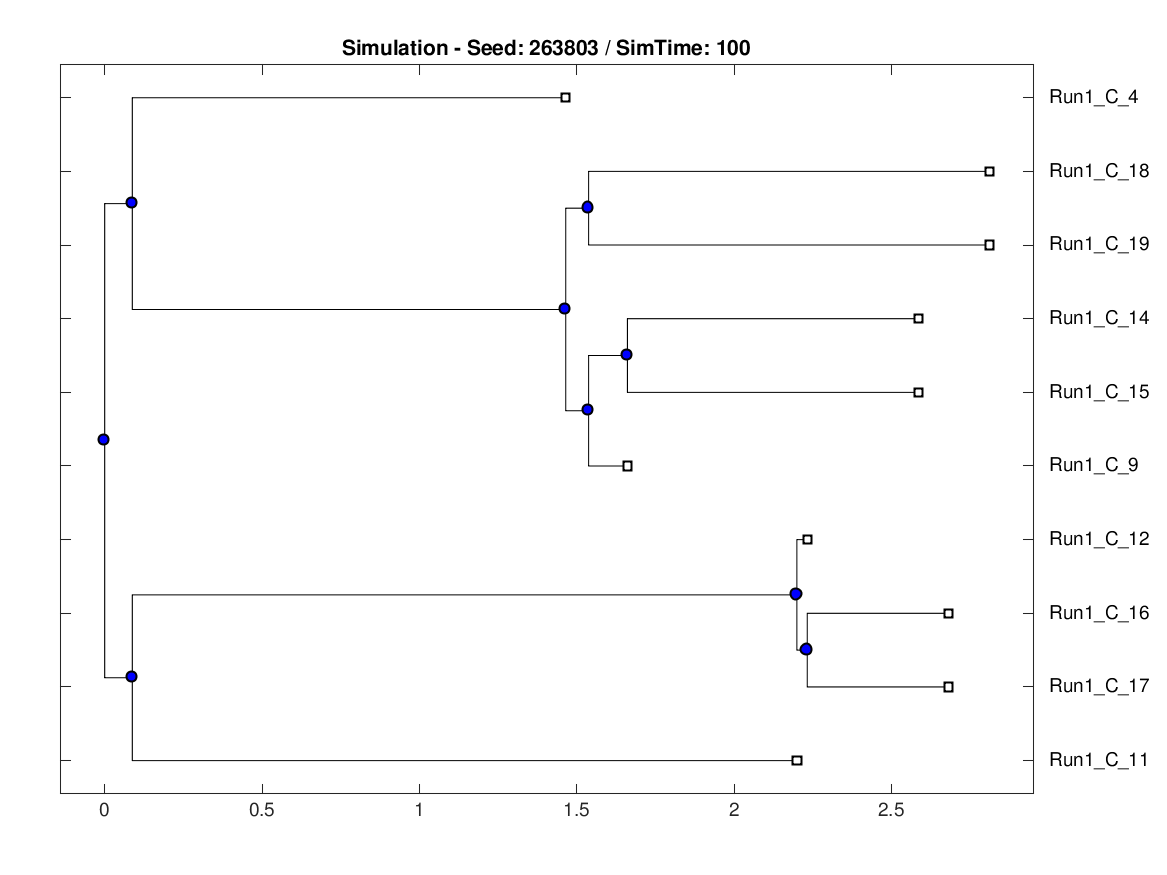 Simulation - Seed: 263803 / SimTime: 100
Run1_C_4
Run1_C_18
Run1_C_19
Run1_C_14
Run1_C_15
Run1_C_9
Run1_C_12
Run1_C_16
Run1_C_17
Run1_C_11
0 0.5 1 1.5 2 2.5